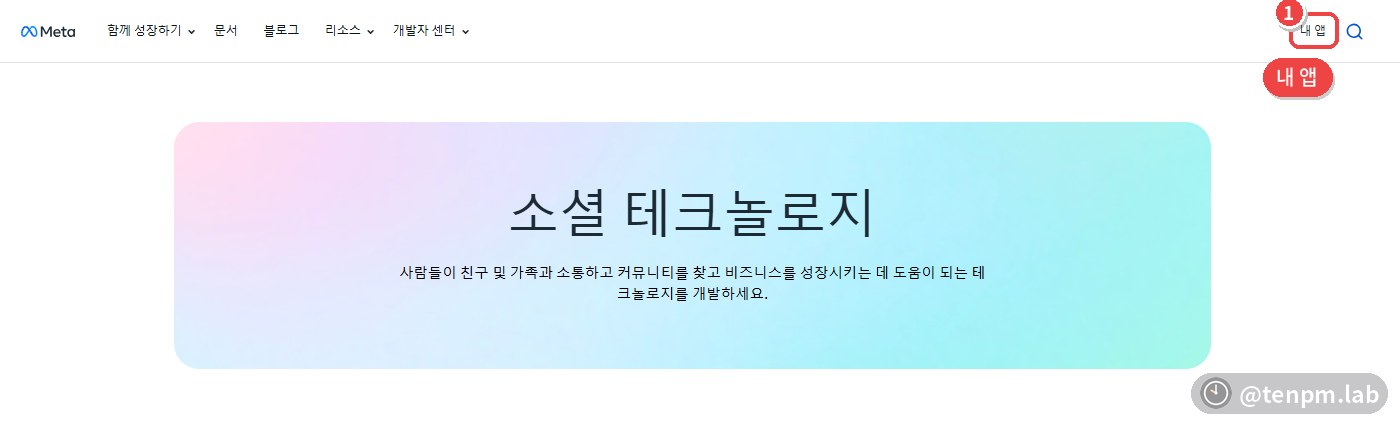 Meta 함께 성장하기 문서 블로그 리소스 개발자 센터 내 앱
1
내 앱
소셜 테크놀로지
사람들이 친구 및 가족과 소통하고 커뮤니티를 찾고 비즈니스를 성장시키는 데 도움이 되는 테
크놀로지를 개발하세요.
@tenpm.lab